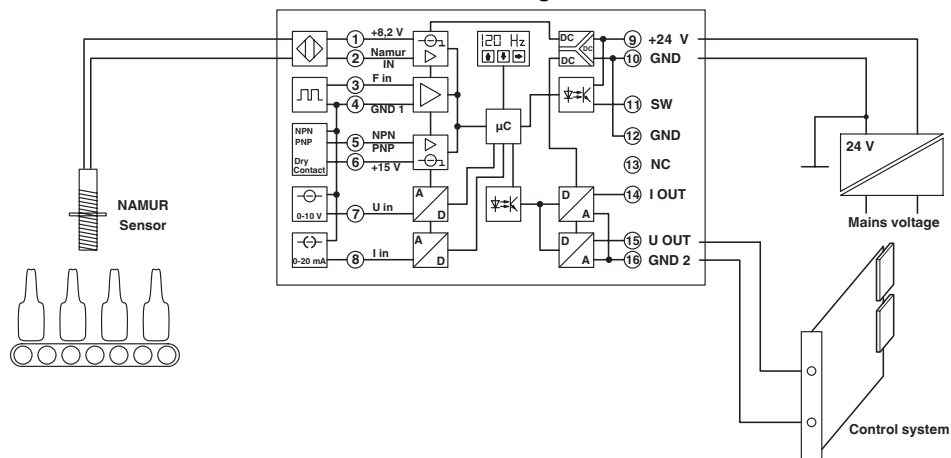 ① +8,2 V
② Namur
IN
③ F in
④ GND 1
NPN
PNP
Dry
Contact
⑤ NPN
PNP
⑥ +15 V
0-10 V
⑦ U in
0-20 mA
⑧ I in
120 Hz
µC
A
D
A
D
DC
DC
DC
D
A
D
A
⑨ +24 V
⑩ GND
⑪ SW
⑫ GND
⑬ NC
⑭ I OUT
⑮ U OUT
⑯ GND 2
NAMUR
Sensor
24 V
Mains voltage
Control system